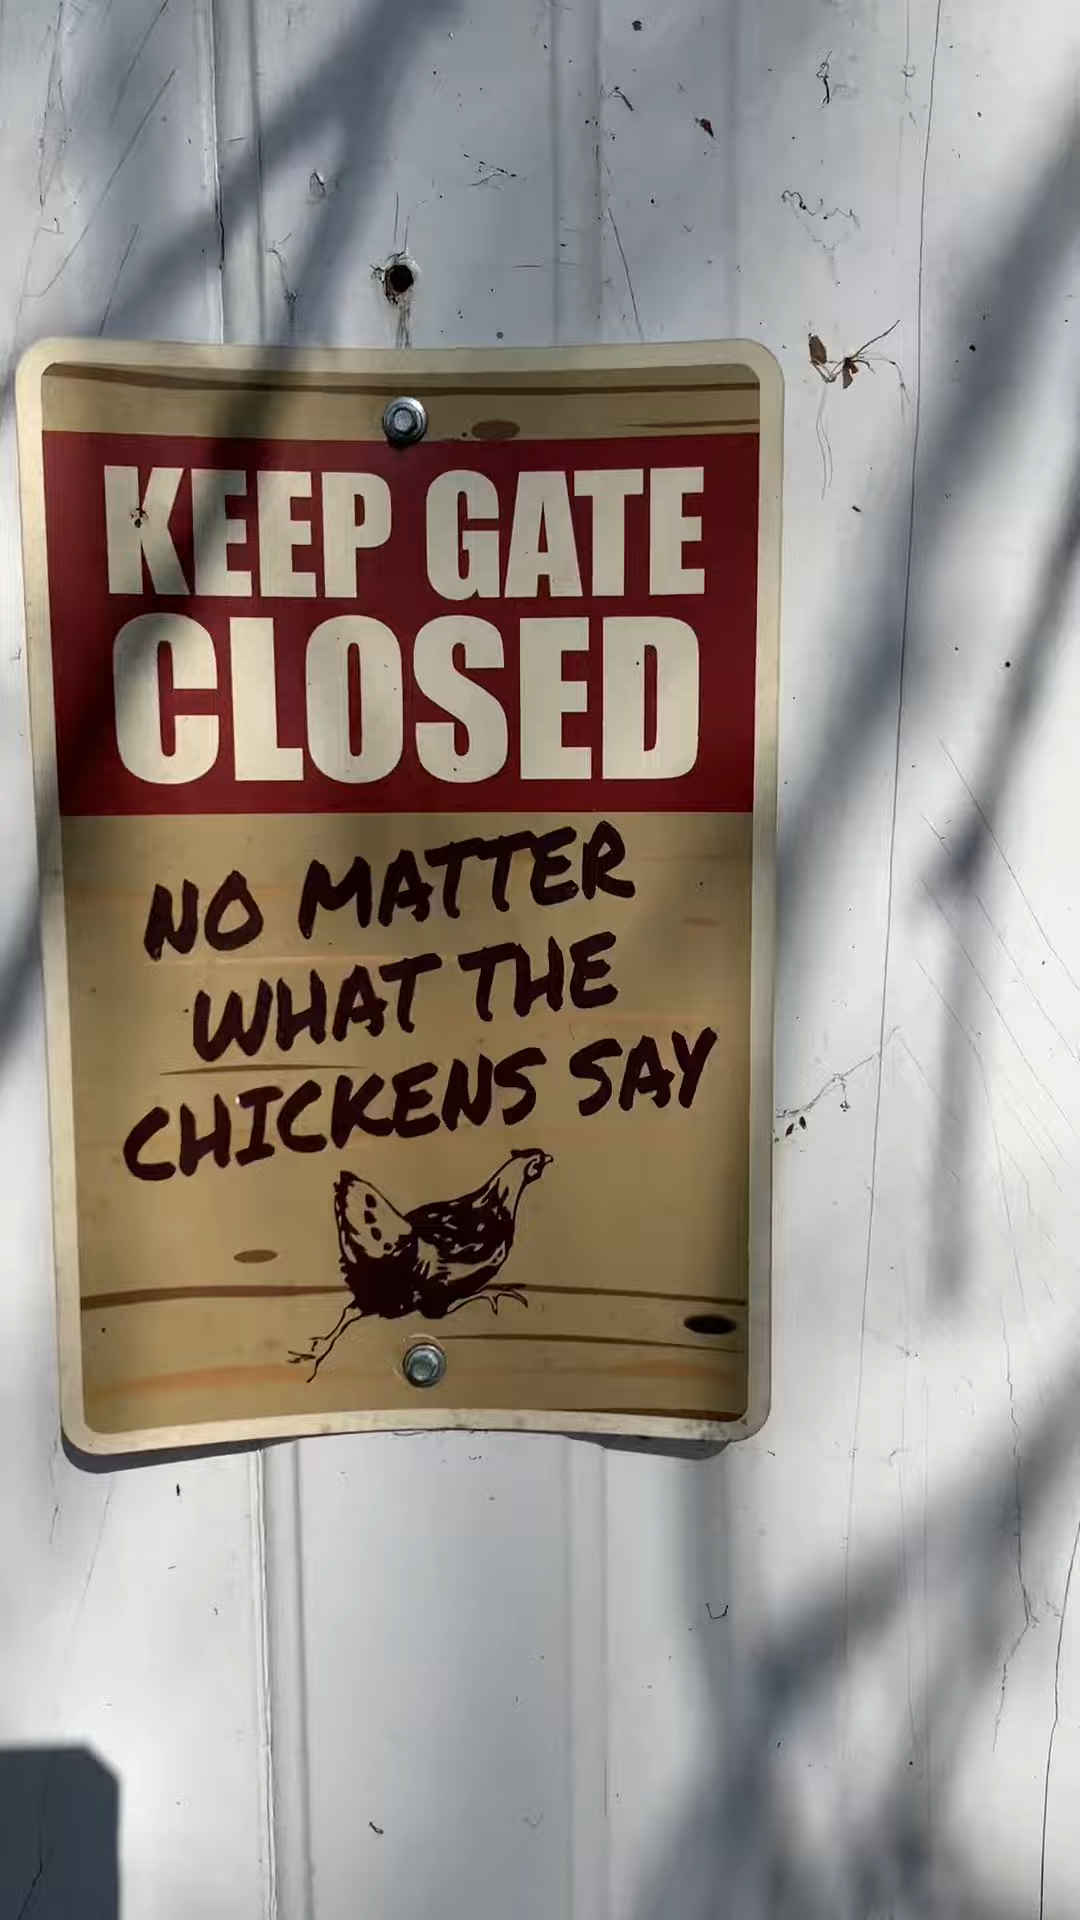 KEEP GATE
CLOSED
NO MATTER
WHAT THE
CHICKENS SAY